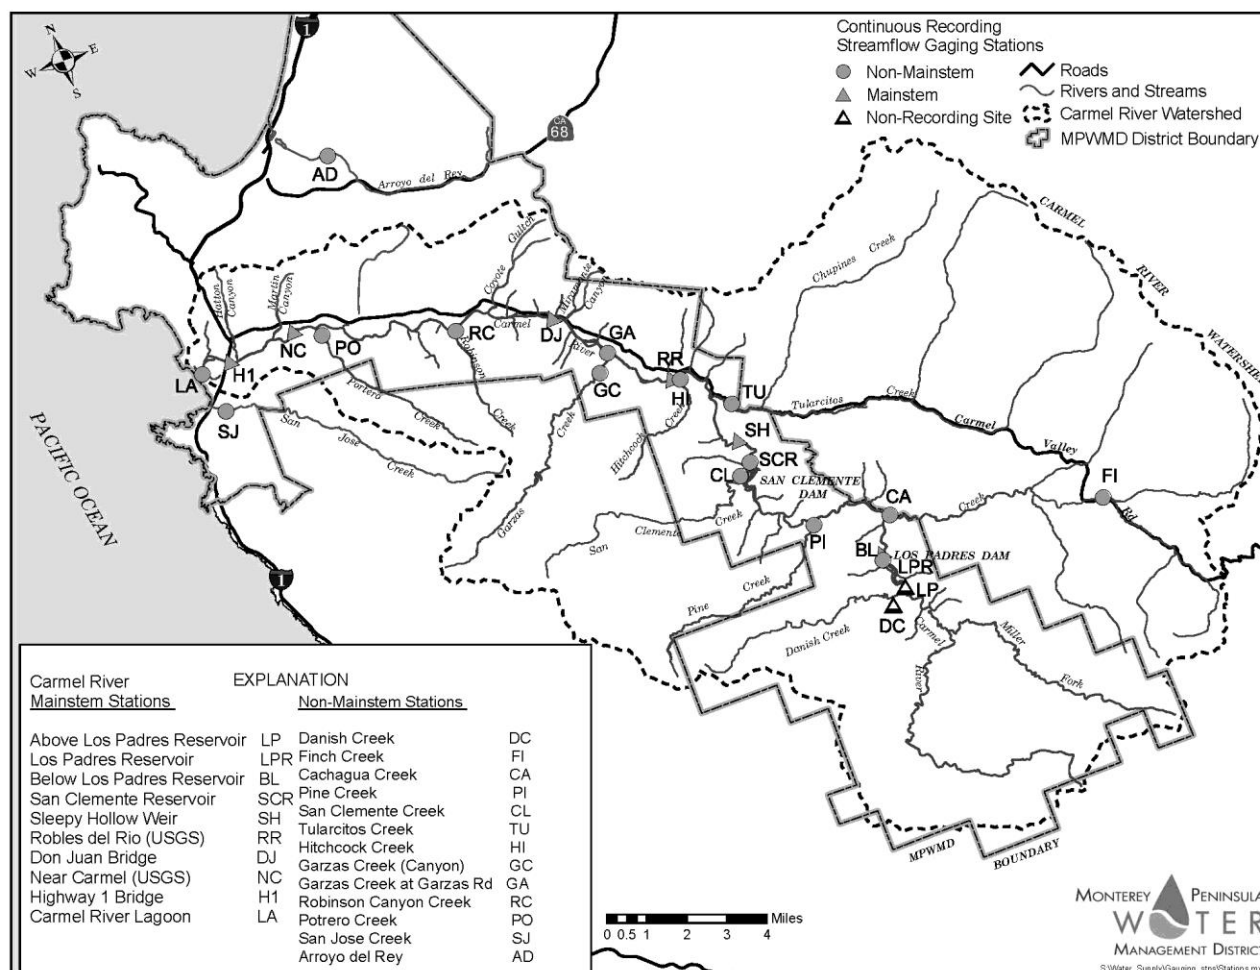 1
N
E
S
W
CA
68
Continuous Recording
Streamflow Gaging Stations
Non-Mainstem
Mainstem
Non-Recording Site
Roads
Rivers and Streams
Carmel River Watershed
MPWMD District Boundary
AD
Arroyo del Rey
CARMEL
RIVER
WATERSHED
Chupines Creek
Hatton
Canyon
Martin
Canyon
Coyote
Gulch
Miramonte
Canyon
Carmel
River
NC
PO
RC
DJ
GA
LA
H1
GC
RR
HI
TU
SJ
Potrero
Creek
Robinson
Creek
San
Jose
Creek
Garzas
Creek
Hitchcock
Creek
Tularcitos
Creek
Carmel
Valley
Rd
SH
SCR
CL
SAN CLEMENTE
DAM
FI
CA
Creek
San
Clemente
Creek
PI
BL
LOS PADRES DAM
LPR
LP
DC
Pine
Creek
Danish Creek
Carmel
River
Miller
Fork
PACIFIC OCEAN
1
MPWMD
BOUNDARY
EXPLANATION
Carmel River
Mainstem Stations
Above Los Padres Reservoir LP
Los Padres Reservoir LPR
Below Los Padres Reservoir BL
San Clemente Reservoir SCR
Sleepy Hollow Weir SH
Robles del Rio (USGS) RR
Don Juan Bridge DJ
Near Carmel (USGS) NC
Highway 1 Bridge H1
Carmel River Lagoon LA
Non-Mainstem Stations
Danish Creek DC
Finch Creek FI
Cachagua Creek CA
Pine Creek PI
San Clemente Creek CL
Tularcitos Creek TU
Hitchcock Creek HI
Garzas Creek (Canyon) GC
Garzas Creek at Garzas Rd GA
Robinson Canyon Creek RC
Potrero Creek PO
San Jose Creek SJ
Arroyo del Rey AD
Miles
0 0.5 1 2 3 4
MONTEREY PENINSULA
WATER
MANAGEMENT DISTRICT